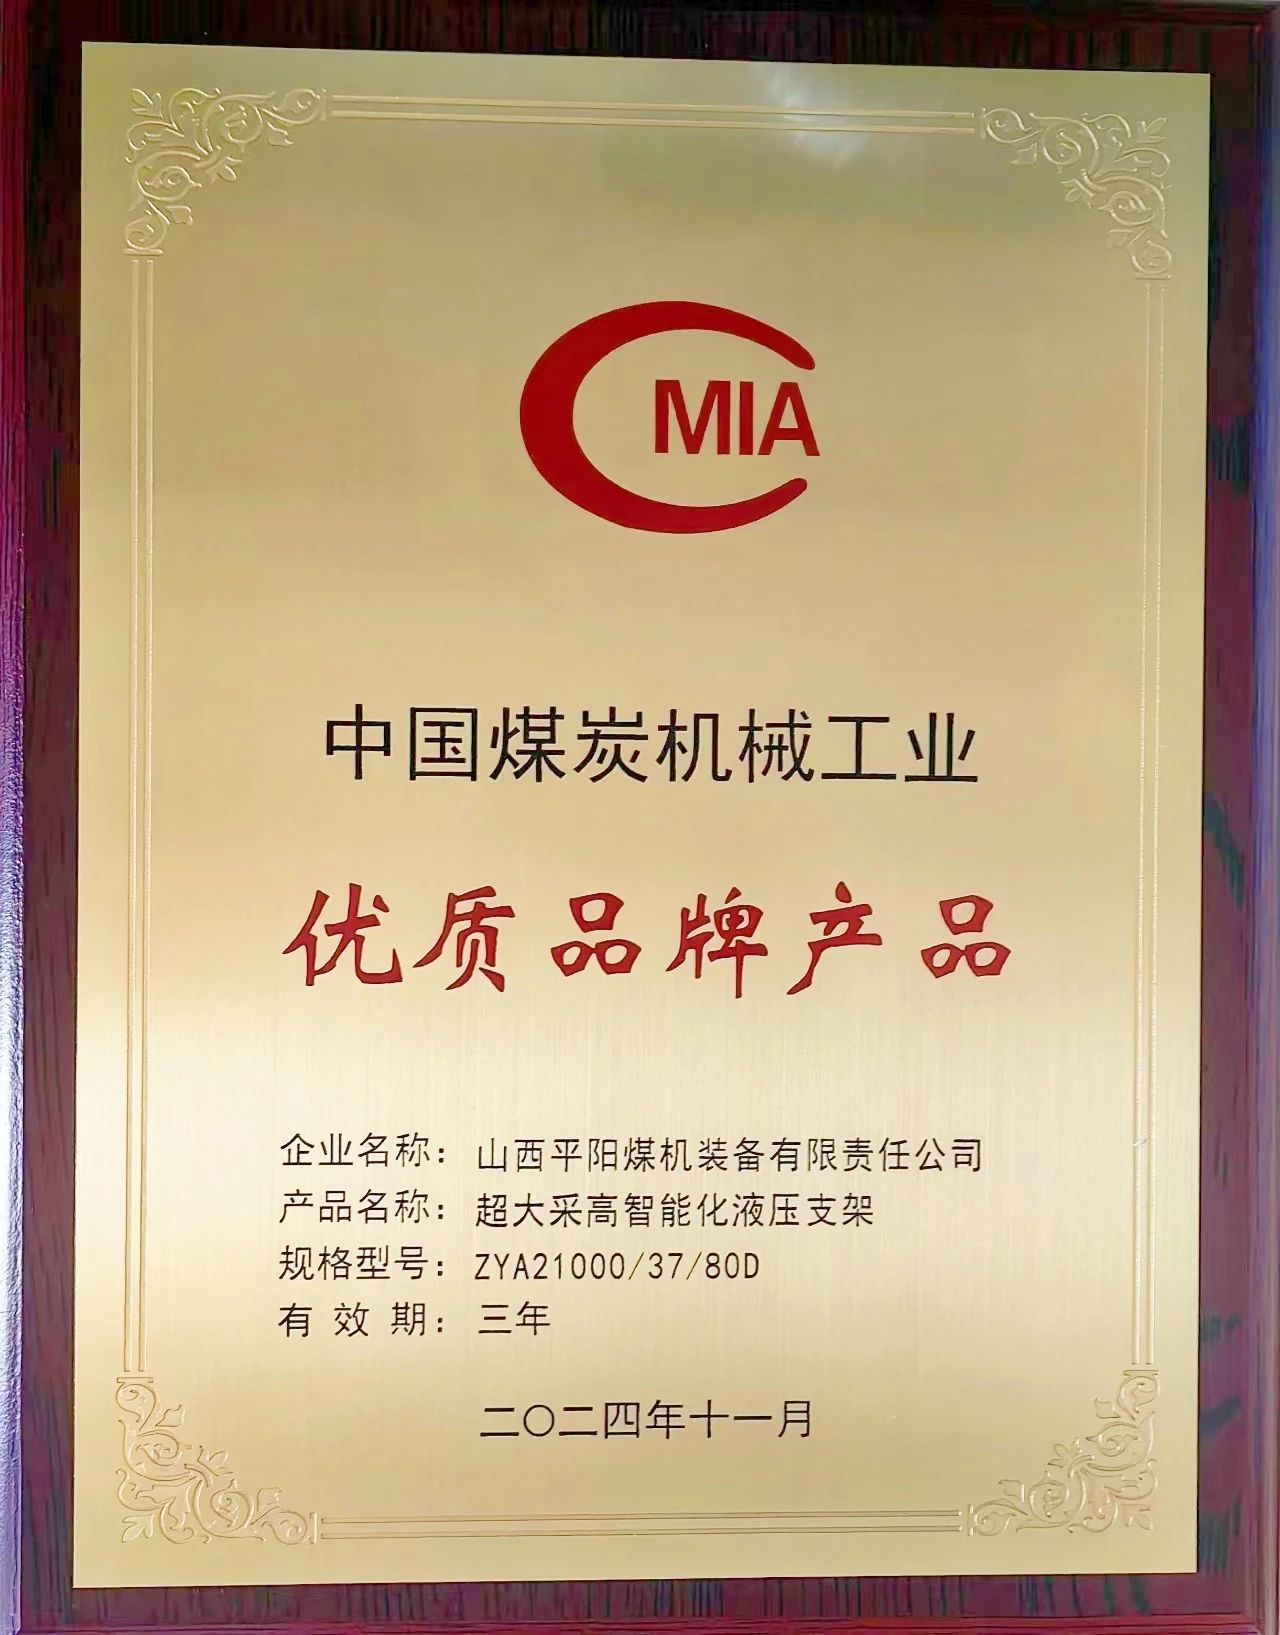 CMIA
中国煤炭机械工业
优质品牌产品
企业名称：山西平阳煤机装备有限责任公司
产品名称：超大采高智能化液压支架
规格型号：ZYA21000/37/80D
有 效 期：三年
二〇二四年十一月